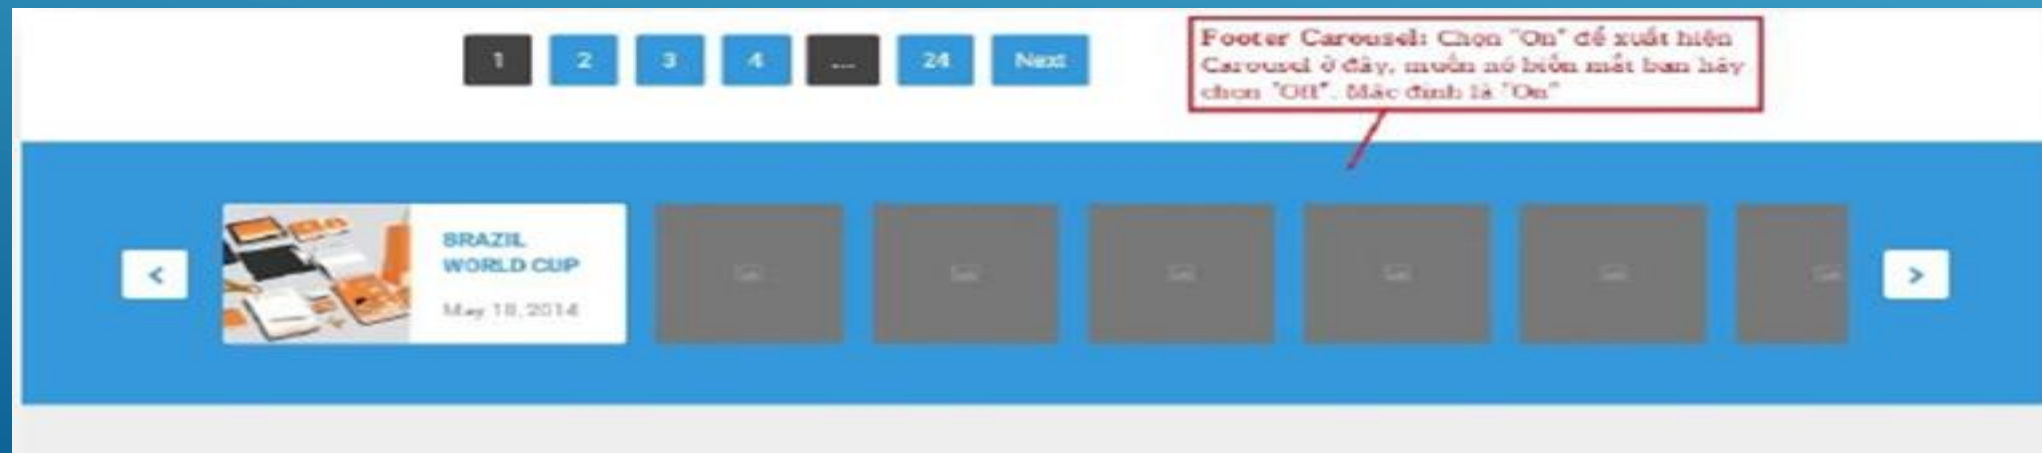 1 2 3 4 ... 24 Next
Footer Carousel: Chọn "On" để xuất hiện
Carousel ở đây, muốn nó biến mất bạn hãy
chọn "Off". Mặc định là "On"
<
BRAZIL
WORLD CUP
May 18, 2014
>